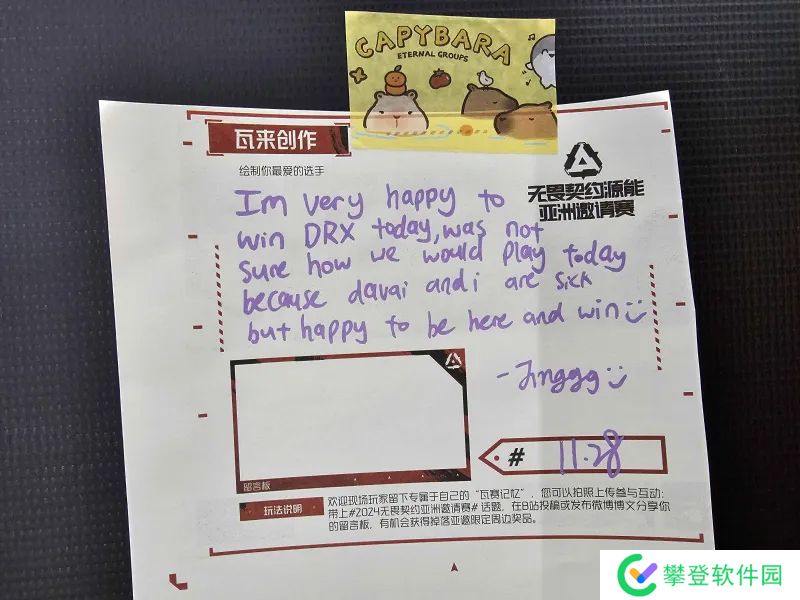 CAPYBARA
ETERNAL GROUPS
瓦来创作
绘制你最爱的选手
无畏契约源能
亚洲邀请赛
Im very happy to
win DRX today, was not
sure how we would play today
because davai and i are sick
but happy to be here and win
- Jinggg
留言板
# 11.28
玩法说明
欢迎现场玩家留下专属于自己的“瓦赛记忆”，您可以拍照上传参与互动：
带上#2024无畏契约亚洲邀请赛# 话题，在B站投稿或发布微博博文分享你
的留言板，有机会获得掉落亚邀限定周边奖品。
攀登软件园